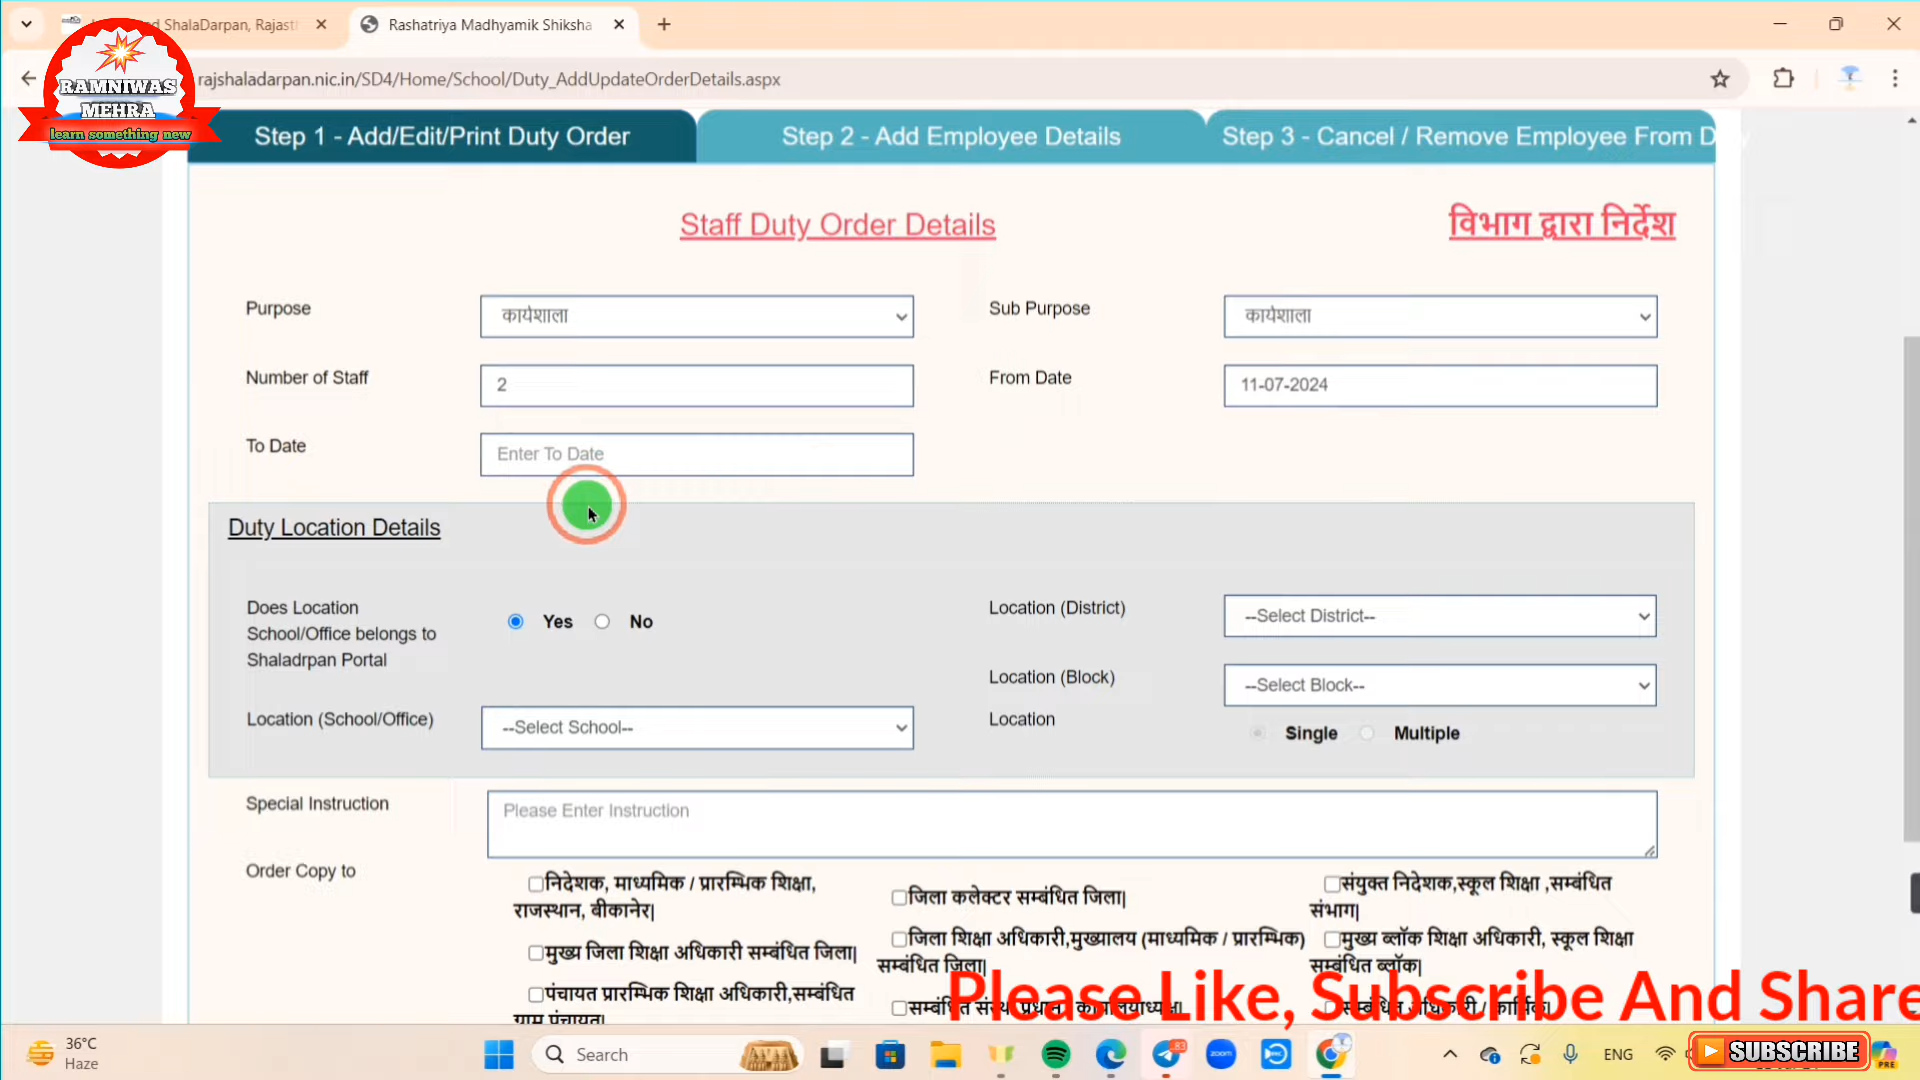 ShalaDarpan, Rajast
Rashatriya Madhyamik Shiksha
RAMNIWAS
MEHRA
learn something new
rajshaladarpan.nic.in/SD4/Home/School/Duty_AddUpdateOrderDetails.aspx
Step 1 - Add/Edit/Print Duty Order
Step 2 - Add Employee Details
Step 3 - Cancel / Remove Employee From D
Staff Duty Order Details
विभाग द्वारा निर्देश
Purpose
कार्यशाला
Sub Purpose
कार्यशाला
Number of Staff
2
From Date
11-07-2024
To Date
Enter To Date
Duty Location Details
Does Location
School/Office belongs to
Shaladrpan Portal
Yes
No
Location (District)
--Select District--
Location (Block)
--Select Block--
Location (School/Office)
--Select School--
Location
Single
Multiple
Special Instruction
Please Enter Instruction
Order Copy to
निदेशक, माध्यमिक / प्रारम्भिक शिक्षा,
राजस्थान, बीकानेर|
जिला कलेक्टर सम्बंधित जिला|
संयुक्त निदेशक,स्कूल शिक्षा ,सम्बंधित
संभाग|
मुख्य जिला शिक्षा अधिकारी सम्बंधित जिला|
जिला शिक्षा अधिकारी,मुख्यालय (माध्यमिक / प्रारम्भिक)
सम्बंधित जिला|
मुख्य ब्लॉक शिक्षा अधिकारी, स्कूल शिक्षा
सम्बंधित ब्लॉक|
पंचायत प्रारम्भिक शिक्षा अधिकारी,सम्बंधित
ग्राम पंचायत|
Please Like, Subscribe And Share
36°C
Haze
Search
83
zoom
ENG
SUBSCRIBE
PRE